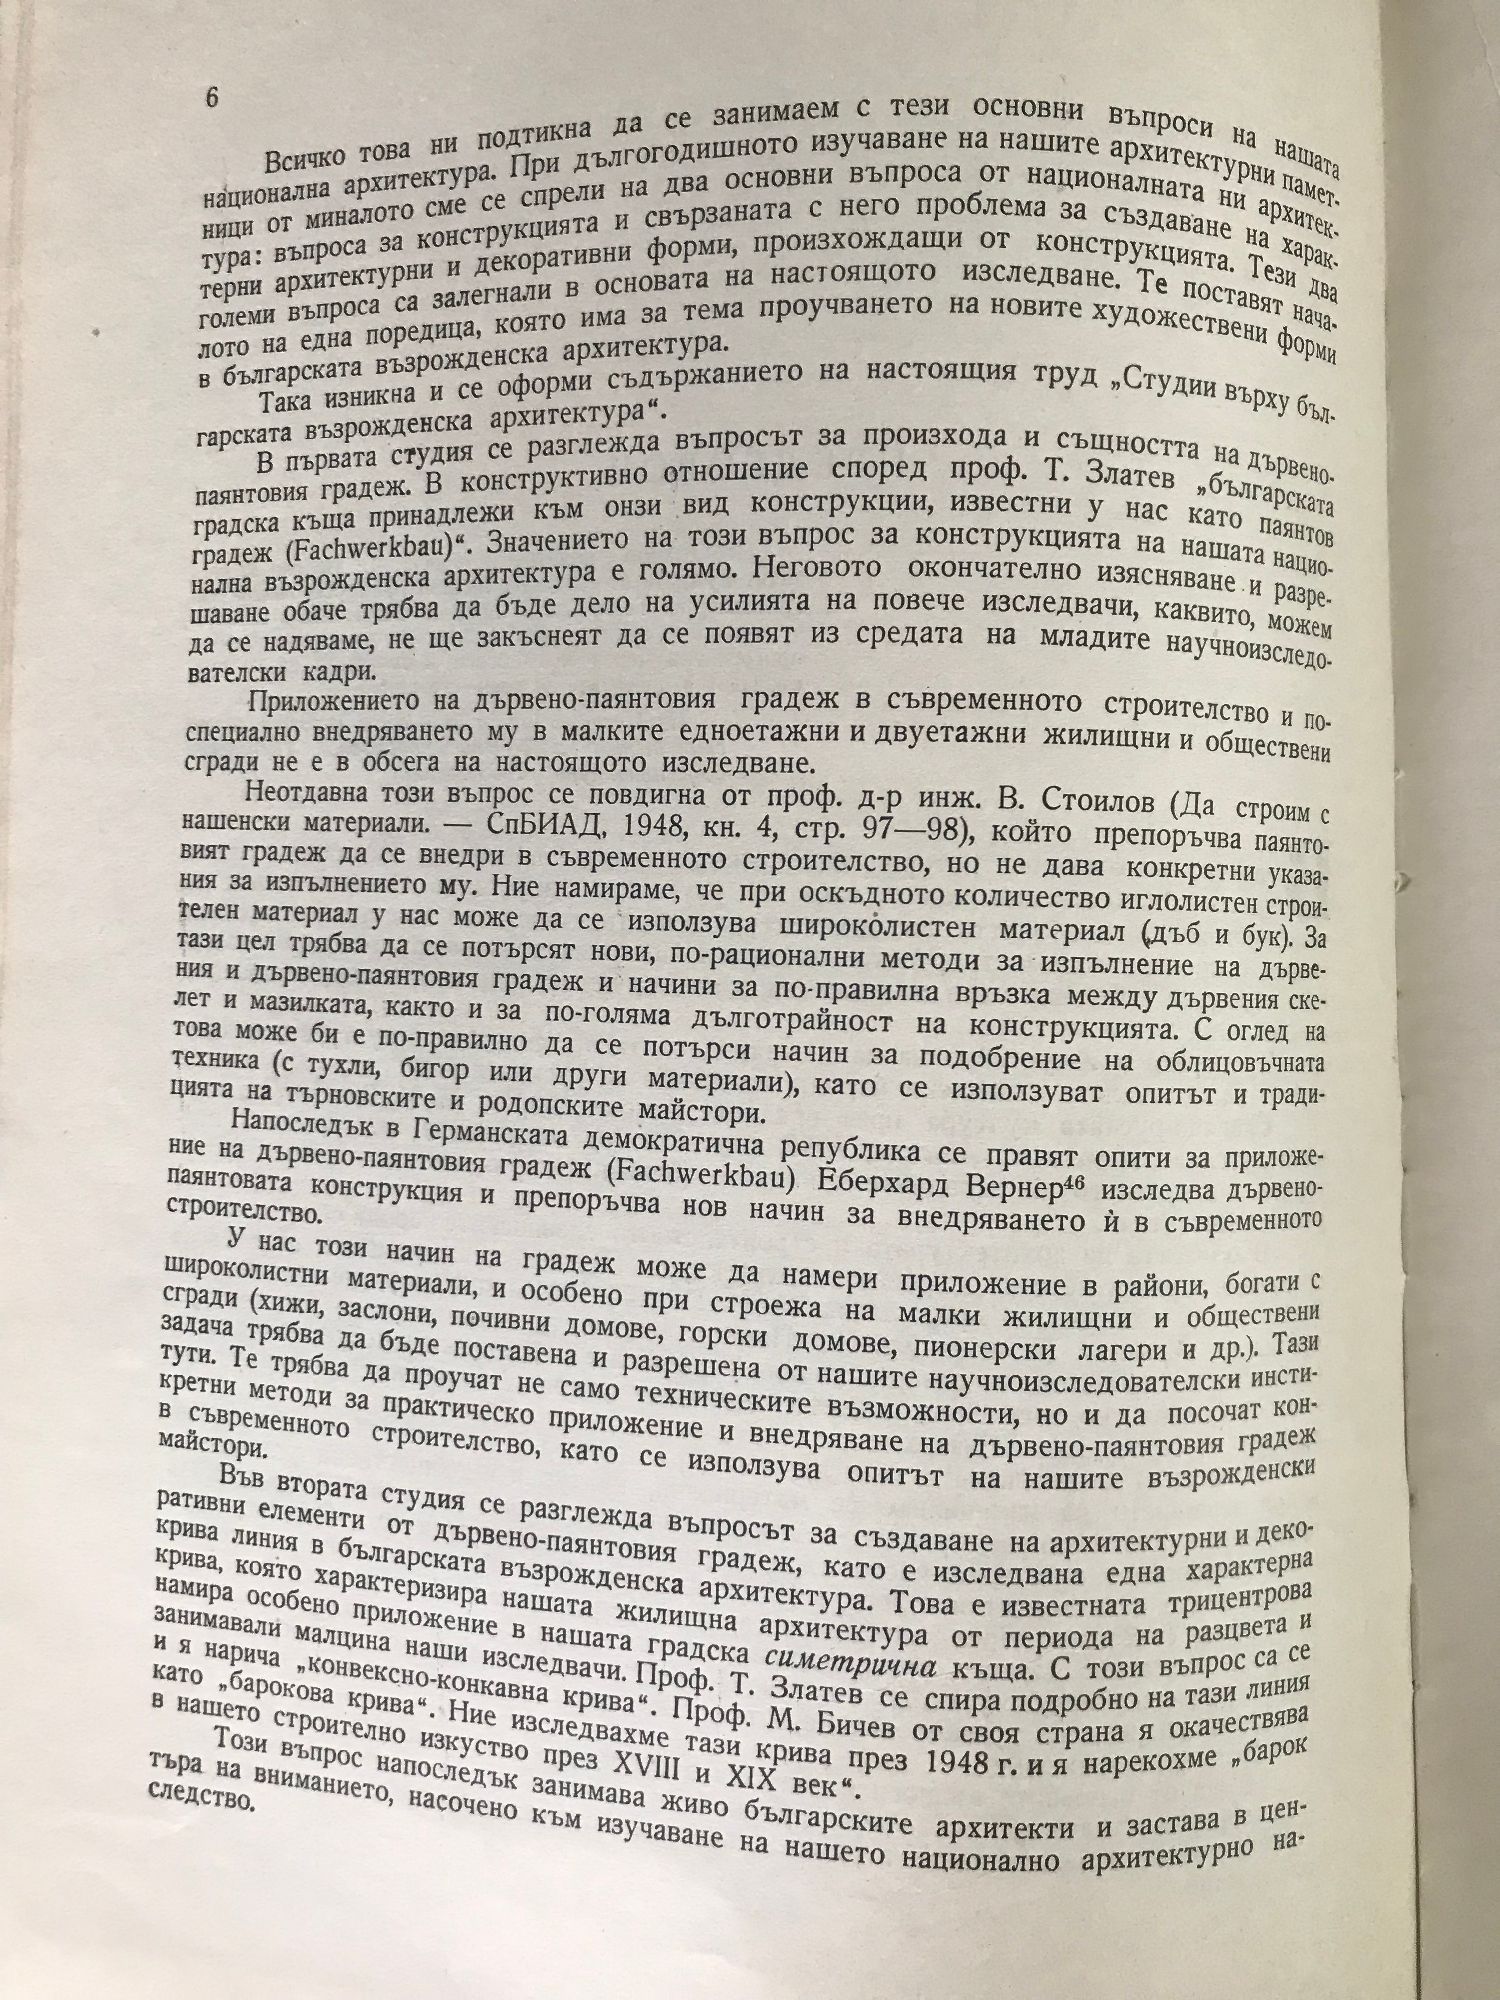 6
Всичко това ни подтикна да се занимаем с тези основни въпроси на нашата
национална архитектура. При дългогодишното изучаване на нашите архитектурни памет-
ници от миналото сме се спрели на два основни въпроса от националната ни архитек-
тура: въпроса за конструкцията и свързаната с него проблема за създаване на харак-
терни архитектурни и декоративни форми, произхождащи от конструкцията. Тези два
големи въпроса са залегнали в основата на настоящото изследване. Те поставят нача-
лото на една поредица, която има за тема проучването на новите художествени форми
в българската възрожденска архитектура.
Така изникна и се оформи съдържанието на настоящия труд „Студии върху бъл-
гарската възрожденска архитектура“.
В първата студия се разглежда въпросът за произхода и същността на дървено-
паянтовия градеж. В конструктивно отношение според проф. Т. Златев „българската
градска къща принадлежи към онзи вид конструкции, известни у нас като паянтов
градеж (Fachwerkbau)“. Значението на този въпрос за конструкцията на нашата нацио-
нална възрожденска архитектура е голямо. Неговото окончателно изясняване и разре-
шаване обаче трябва да бъде дело на усилията на повече изследвачи, каквито, можем
да се надяваме, не ще закъснеят да се появят из средата на младите научноизследо-
вателски кадри.
Приложението на дървено-паянтовия градеж в съвременното строителство и по-
специално внедряването му в малките едноетажни и двуетажни жилищни и обществени
сгради не е в обсега на настоящото изследване.
Неотдавна този въпрос се повдигна от проф. д-р инж. В. Стоилов (Да строим с
нашенски материали. — СпБИАД, 1948, кн. 4, стр. 97—98), който препоръчва паянто-
вият градеж да се внедри в съвременното строителство, но не дава конкретни указа-
ния за изпълнението му. Ние намираме, че при оскъдното количество иглолистен строи-
телен материал у нас може да се използува широколистен материал (дъб и бук). За
тази цел трябва да се потърсят нови, по-рационални методи за изпълнение на дърве-
ния и дървено-паянтовия градеж и начини за по-правилна връзка между дървения ске-
лет и мазилката, както и за по-голяма дълготрайност на конструкцията. С оглед на
това може би е по-правилно да се потърси начин за подобрение на облицовъчната
техника (с тухли, бигор или други материали), като се използуват опитът и тради-
цията на търновските и родопските майстори.
Напоследък в Германската демократична република се правят опити за приложе-
ние на дървено-паянтовия градеж (Fachwerkbau) Еберхард Вернер⁴⁶ изследва дървено-
паянтовата конструкция и препоръчва нов начин за внедряването ѝ в съвременното
строителство.
У нас този начин на градеж може да намери приложение в райони, богати с
широколистни материали, и особено при строежа на малки жилищни и обществени
сгради (хижи, заслони, почивни домове, горски домове, пионерски лагери и др.). Тази
задача трябва да бъде поставена и разрешена от нашите научноизследователски инсти-
тути. Те трябва да проучат не само техническите възможности, но и да посочат кон-
кретни методи за практическо приложение и внедряване на дървено-паянтовия градеж
в съвременното строителство, като се използува опитът на нашите възрожденски
майстори.
Във втората студия се разглежда въпросът за създаване на архитектурни и деко-
ративни елементи от дървено-паянтовия градеж, като е изследвана една характерна
крива линия в българската възрожденска архитектура. Това е известната трицентрова
крива, която характеризира нашата жилищна архитектура от периода на разцвета и
намира особено приложение в нашата градска симетрична къща. С този въпрос са се
занимавали малцина наши изследвачи. Проф. Т. Златев се спира подробно на тази линия
и я нарича „конвексно-конкавна крива“. Проф. М. Бичев от своя страна я окачествява
като „барокова крива“. Ние изследвахме тази крива през 1948 г. и я нарекохме „барок
в нашето строително изкуство през XVIII и XIX век“.
Този въпрос напоследък занимава живо българските архитекти и застава в цен-
търа на вниманието, насочено към изучаване на нашето национално архитектурно на-
следство.